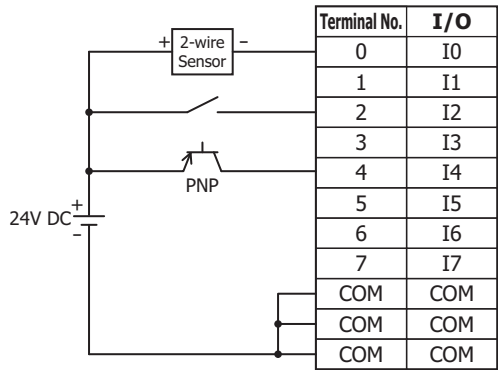 Terminal No. I/O
+ 2-wire Sensor –
0 I0
1 I1
2 I2
3 I3
4 I4
PNP
5 I5
24V DC + –
6 I6
7 I7
COM COM
COM COM
COM COM